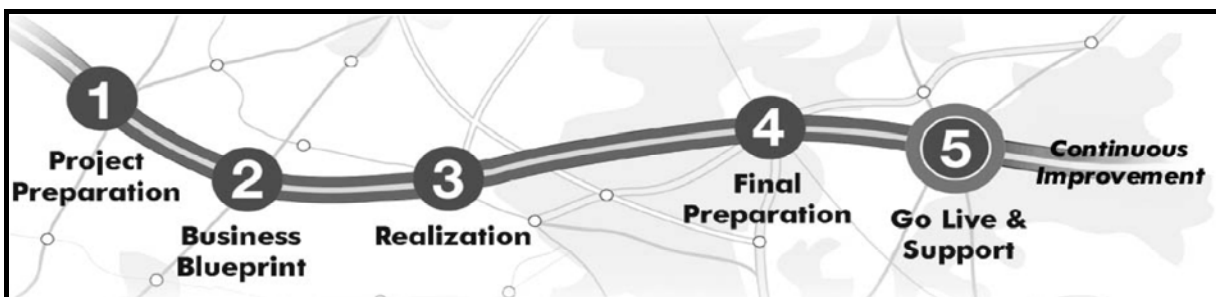 1
Project
Preparation
2
Business
Blueprint
3
Realization
4
Final
Preparation
5
Go Live &
Support
Continuous
Improvement